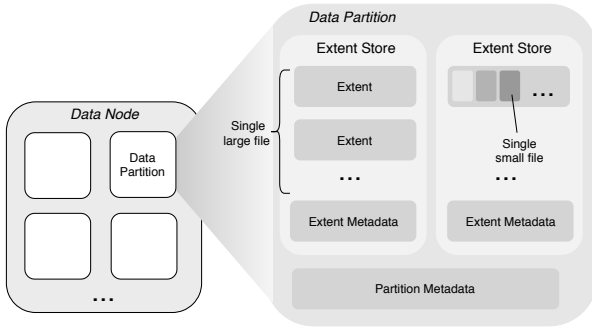 Data Partition
Extent Store
Extent Store
Extent
Extent
...
Single
large file
Extent Metadata
...
Single
small file
...
Extent Metadata
Partition Metadata
Data Node
Data
Partition
...